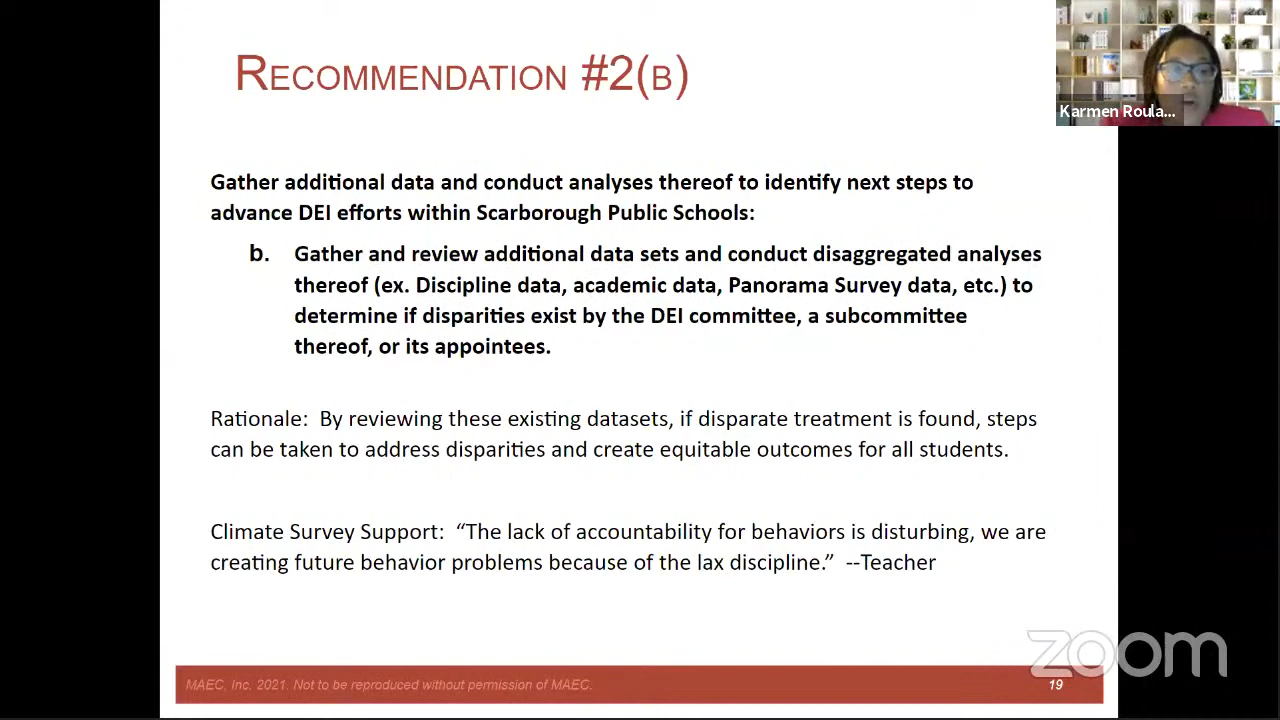 RECOMMENDATION #2(B)
Karmen Roula...
Gather additional data and conduct analyses thereof to identify next steps to
advance DEI efforts within Scarborough Public Schools:
b. Gather and review additional data sets and conduct disaggregated analyses
thereof (ex. Discipline data, academic data, Panorama Survey data, etc.) to
determine if disparities exist by the DEI committee, a subcommittee
thereof, or its appointees.
Rationale: By reviewing these existing datasets, if disparate treatment is found, steps
can be taken to address disparities and create equitable outcomes for all students.
Climate Survey Support: “The lack of accountability for behaviors is disturbing, we are
creating future behavior problems because of the lax discipline.” --Teacher
zoom
MAEC, Inc. 2021. Not to be reproduced without permission of MAEC.
19